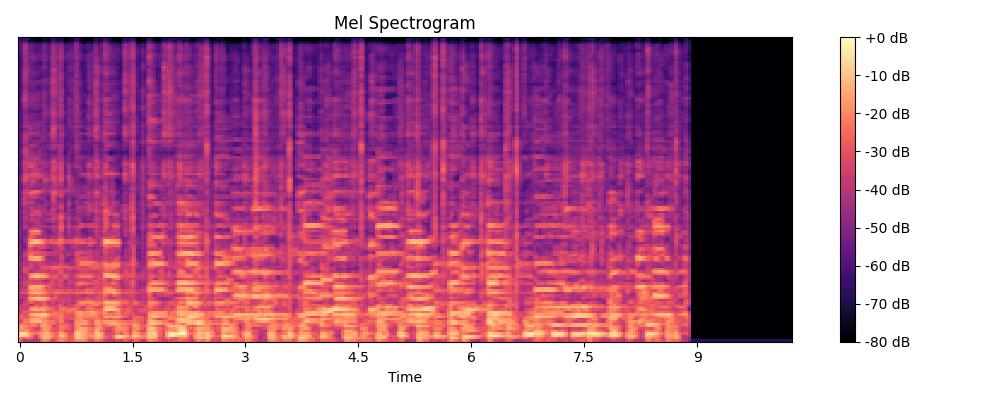 Mel Spectrogram
+0 dB
-10 dB
-20 dB
-30 dB
-40 dB
-50 dB
-60 dB
-70 dB
-80 dB
0 1.5 3 4.5 6 7.5 9
Time